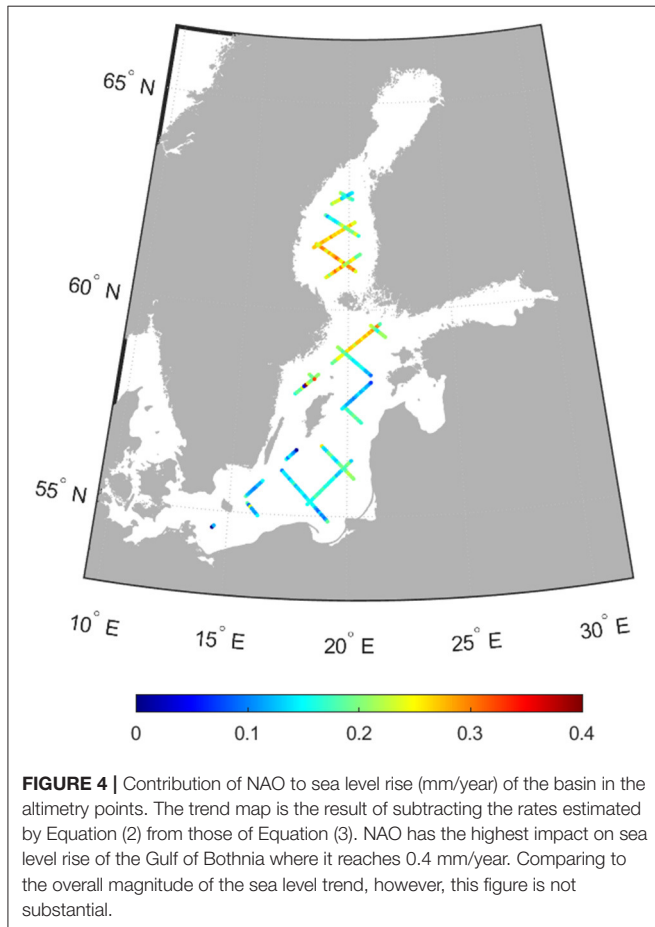 65° N
60° N
55° N
10° E
15° E
20° E
25° E
30° E
0 0.1 0.2 0.3 0.4
FIGURE 4 | Contribution of NAO to sea level rise (mm/year) of the basin in the
altimetry points. The trend map is the result of subtracting the rates estimated
by Equation (2) from those of Equation (3). NAO has the highest impact on sea
level rise of the Gulf of Bothnia where it reaches 0.4 mm/year. Comparing to
the overall magnitude of the sea level trend, however, this figure is not
substantial.